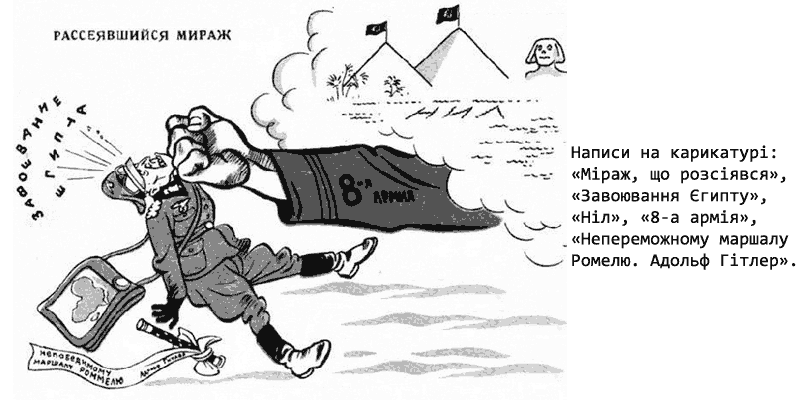 РАССЕЯВШИЙСЯ МИРАЖ
ЗАВОЕВАНИЕ
ЕГИПТА
8-я АРМИЯ
НЕПОБЕДИМОМУ
МАРШАЛУ РОММЕЛЮ
Адольф Гитлер
Написи на карикатурі:
«Міраж, що розсіявся»,
«Завоювання Єгипту»,
«Ніл», «8-а армія»,
«Непереможному маршалу
Ромелю. Адольф Гітлер».